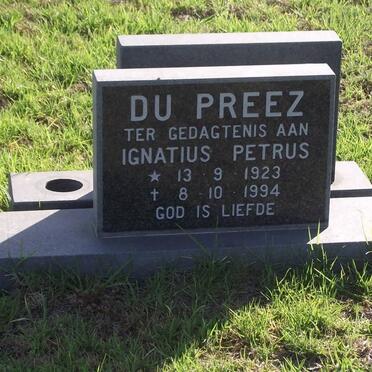 DU PREEZ
TER GEDAGTENIS AAN
IGNATIUS PETRUS
★ 13 9 1923
✝ 8 10 1994
GOD IS LIEFDE